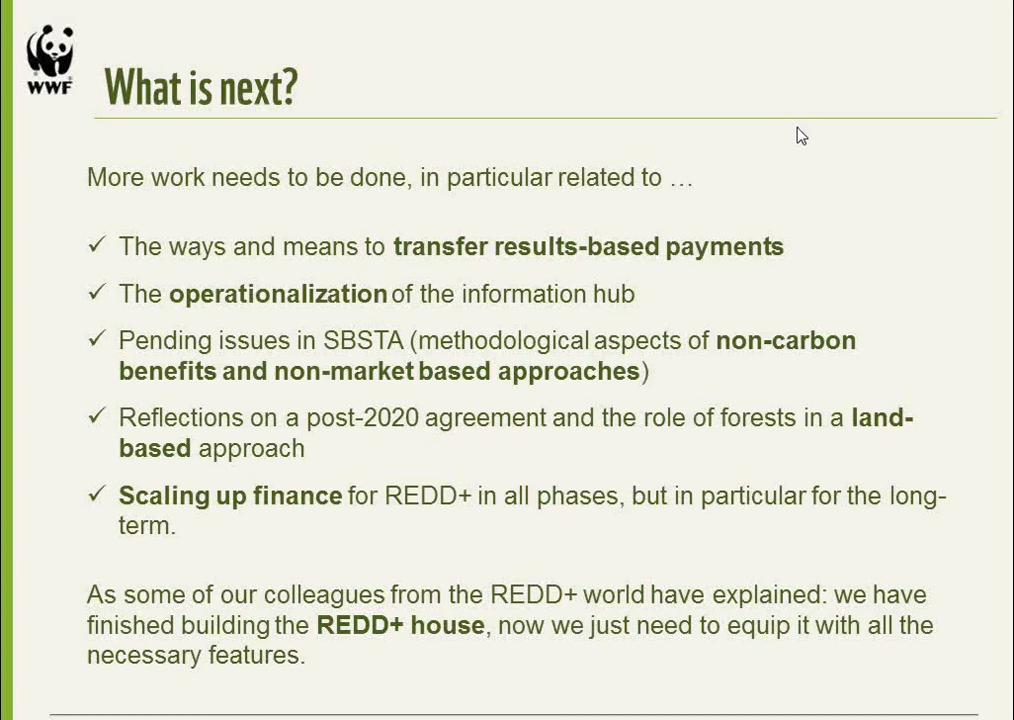 WWF
What is next?
More work needs to be done, in particular related to …
✓ The ways and means to transfer results-based payments
✓ The operationalization of the information hub
✓ Pending issues in SBSTA (methodological aspects of non-carbon
benefits and non-market based approaches)
✓ Reflections on a post-2020 agreement and the role of forests in a land-
based approach
✓ Scaling up finance for REDD+ in all phases, but in particular for the long-
term.
As some of our colleagues from the REDD+ world have explained: we have
finished building the REDD+ house, now we just need to equip it with all the
necessary features.